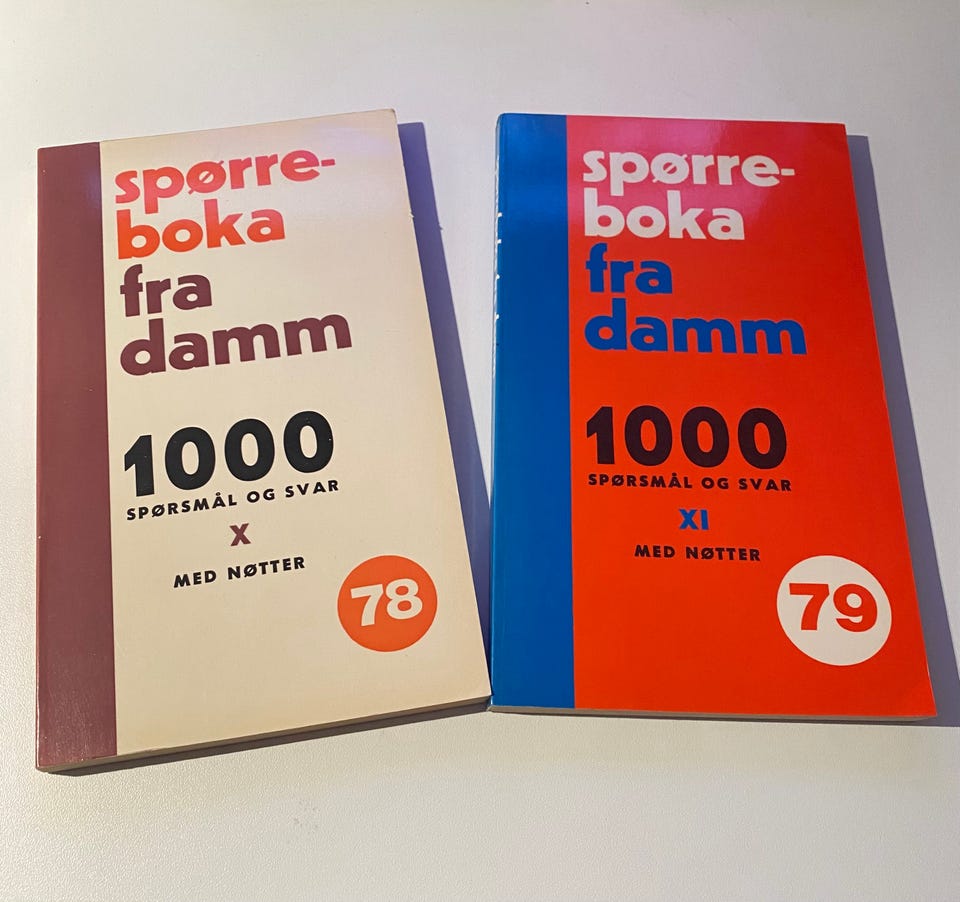 spørre-
boka
fra
damm
1000
SPØRSMÅL OG SVAR
X
MED NØTTER
78
spørre-
boka
fra
damm
1000
SPØRSMÅL OG SVAR
XI
MED NØTTER
79